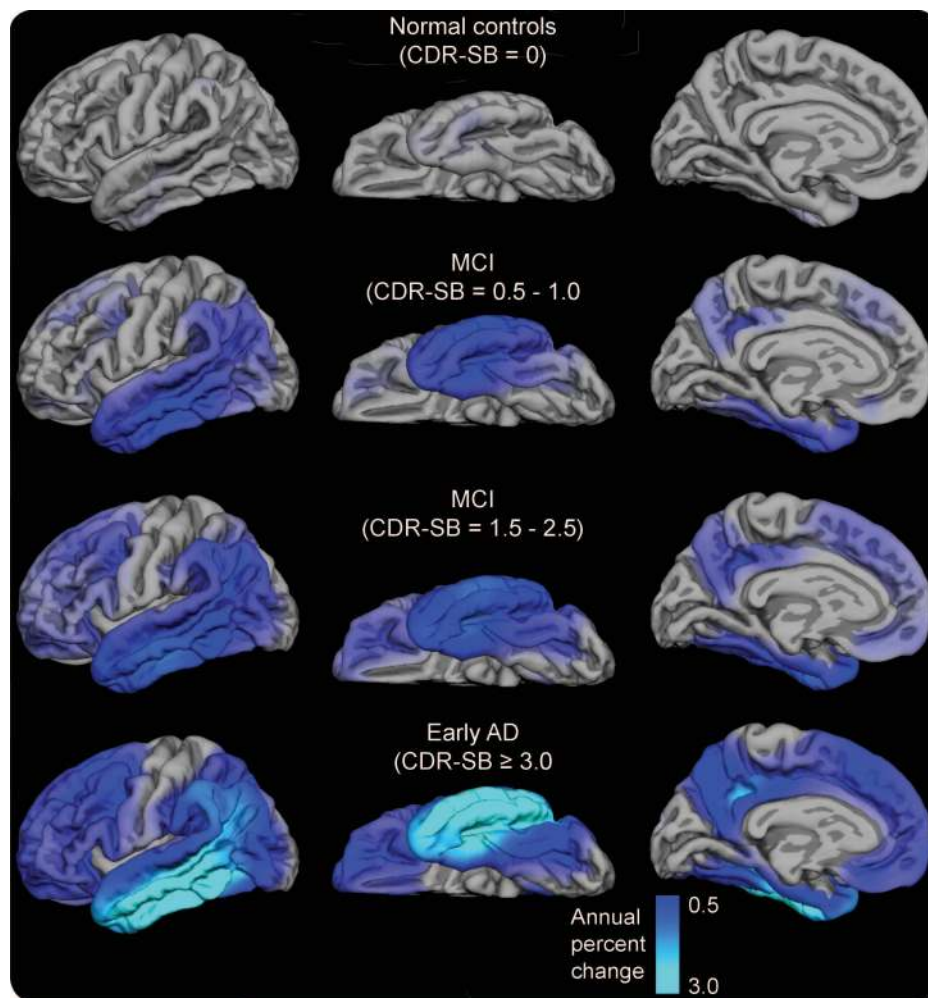 Normal controls
(CDR-SB = 0)
MCI
(CDR-SB = 0.5 - 1.0
MCI
(CDR-SB = 1.5 - 2.5)
Early AD
(CDR-SB ≥ 3.0
Annual
percent
change
0.5
3.0